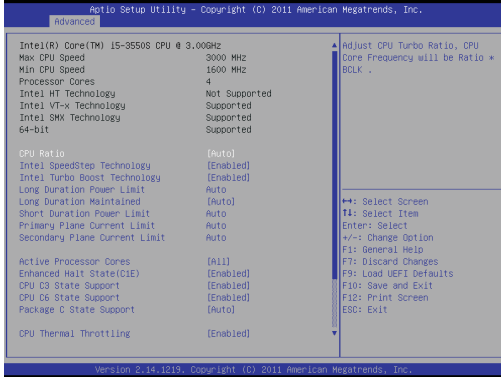 Aptio Setup Utility - Copyright (C) 2011 American Megatrends, Inc.
Advanced
Intel(R) Core(TM) i5-3550S CPU @ 3.00GHz
Max CPU Speed 3000 MHz
Min CPU Speed 1600 MHz
Processor Cores 4
Intel HT Technology Not Supported
Intel VT-x Technology Supported
Intel SMX Technology Supported
64-bit Supported
CPU Ratio [Auto]
Intel SpeedStep Technology [Enabled]
Intel Turbo Boost Technology [Enabled]
Long Duration Power Limit Auto
Long Duration Maintained [Auto]
Short Duration Power Limit Auto
Primary Plane Current Limit Auto
Secondary Plane Current Limit Auto
Active Processor Cores [All]
Enhanced Halt State(C1E) [Enabled]
CPU C3 State Support [Enabled]
CPU C6 State Support [Enabled]
Package C State Support [Auto]
CPU Thermal Throttling [Enabled]
Adjust CPU Turbo Ratio, CPU
Core Frequency will be Ratio *
BCLK .
↔: Select Screen
↑↓: Select Item
Enter: Select
+/-: Change Option
F1: General Help
F7: Discard Changes
F9: Load UEFI Defaults
F10: Save and Exit
F12: Print Screen
ESC: Exit
Version 2.14.1219. Copyright (C) 2011 American Megatrends, Inc.